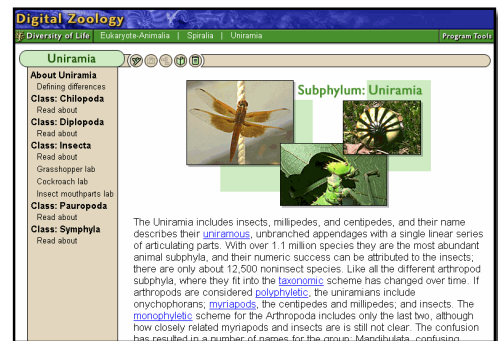 Digital Zoology
Diversity of Life
Eukaryote-Animalia | Spiralia | Uniramia
Program Tools
Uniramia
About Uniramia
Defining differences
Class: Chilopoda
Read about
Class: Diplopoda
Read about
Class: Insecta
Read about
Grasshopper lab
Cockroach lab
Insect mouthparts lab
Class: Pauropoda
Read about
Class: Symphyla
Read about
Subphylum: Uniramia
The Uniramia includes insects, millipedes, and centipedes, and their name
describes their uniramous, unbranched appendages with a single linear series
of articulating parts. With over 1.1 million species they are the most abundant
animal subphyla, and their numeric success can be attributed to the insects;
there are only about 12,500 noninsect species. Like all the different arthropod
subphyla, where they fit into the taxonomic scheme has changed over time. If
arthropods are considered polyphyletic, the uniramians include
onychophorans; myriapods, the centipedes and millipedes; and insects. The
monophyletic scheme for the Arthropoda includes only the last two, although
how closely related myriapods and insects are is still not clear. The confusion
has resulted in a number of names for the group: Mandibulata, confusing